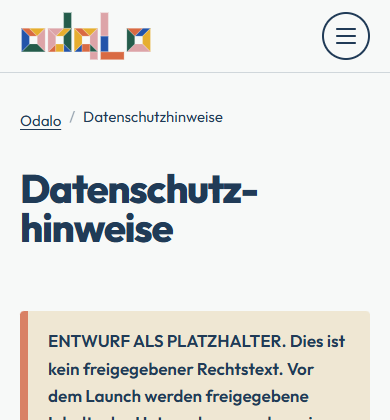 odalo
Odalo / Datenschutzhinweise
Datenschutz-
hinweise
ENTWURF ALS PLATZHALTER. Dies ist
kein freigegebener Rechtstext. Vor
dem Launch werden freigegebene